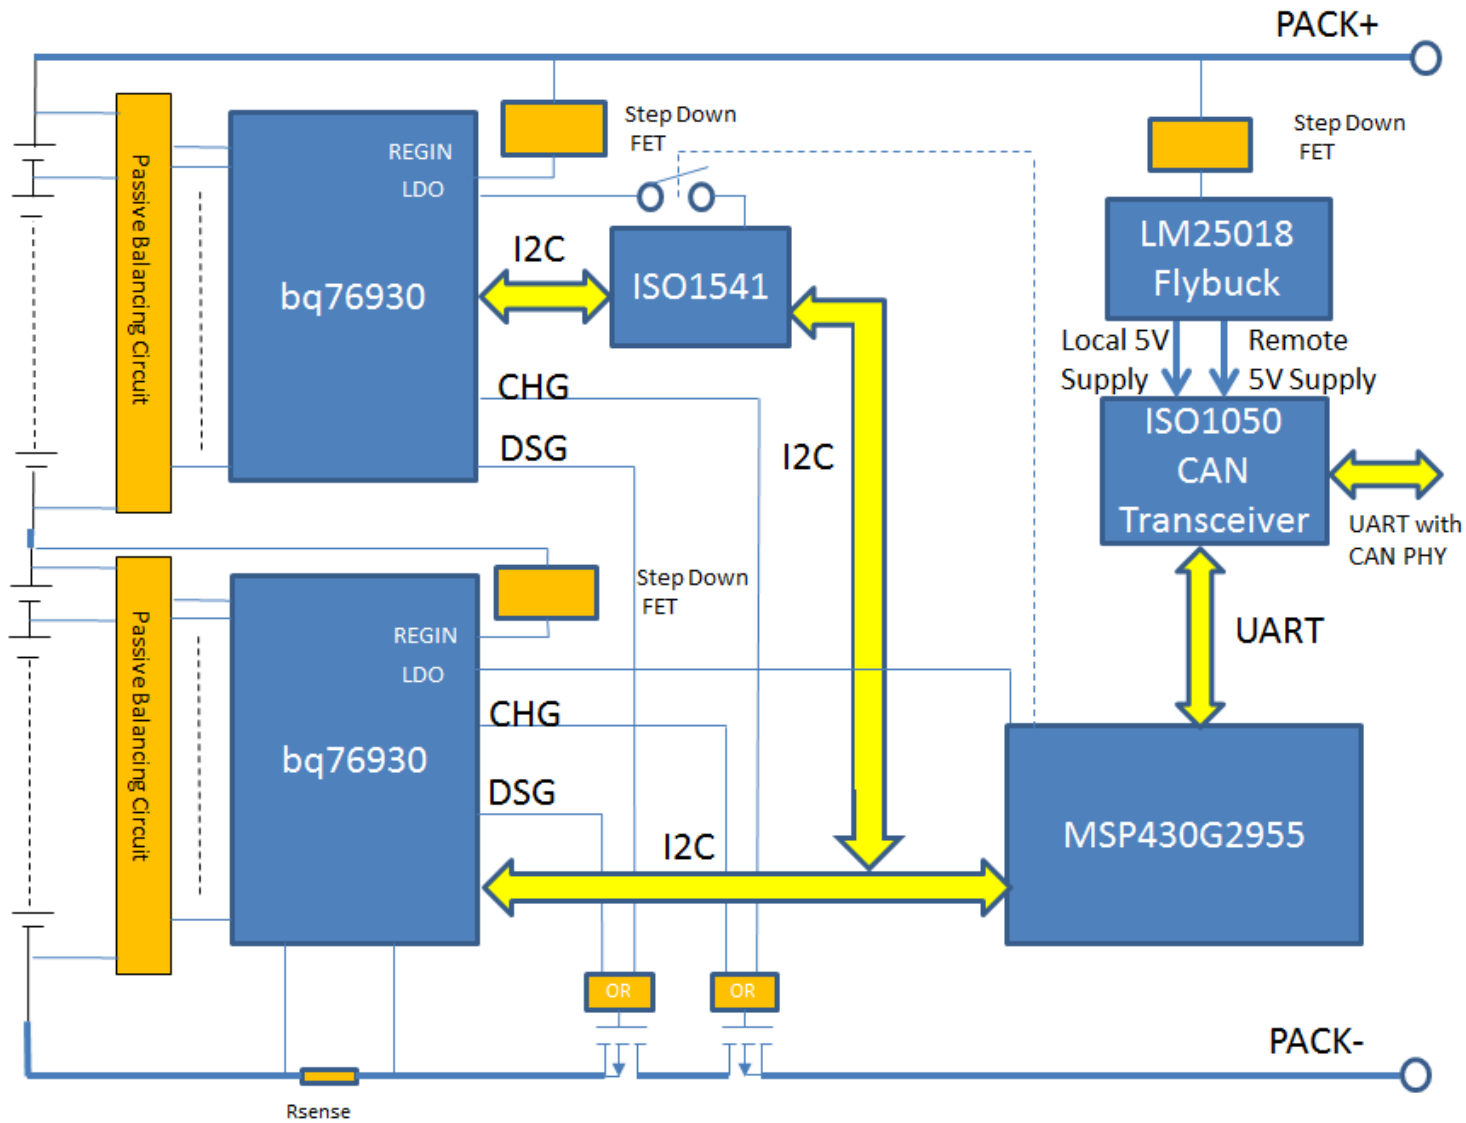 PACK+
Step Down
FET
Step Down
FET
Passive Balancing Circuit
REGIN
LDO
bq76930
I2C
ISO1541
LM25018
Flybuck
Local 5V
Supply
Remote
5V Supply
CHG
DSG
I2C
ISO1050
CAN
Transceiver
UART with
CAN PHY
Passive Balancing Circuit
Step Down
FET
REGIN
LDO
bq76930
CHG
DSG
I2C
UART
MSP430G2955
OR
OR
PACK-
Rsense